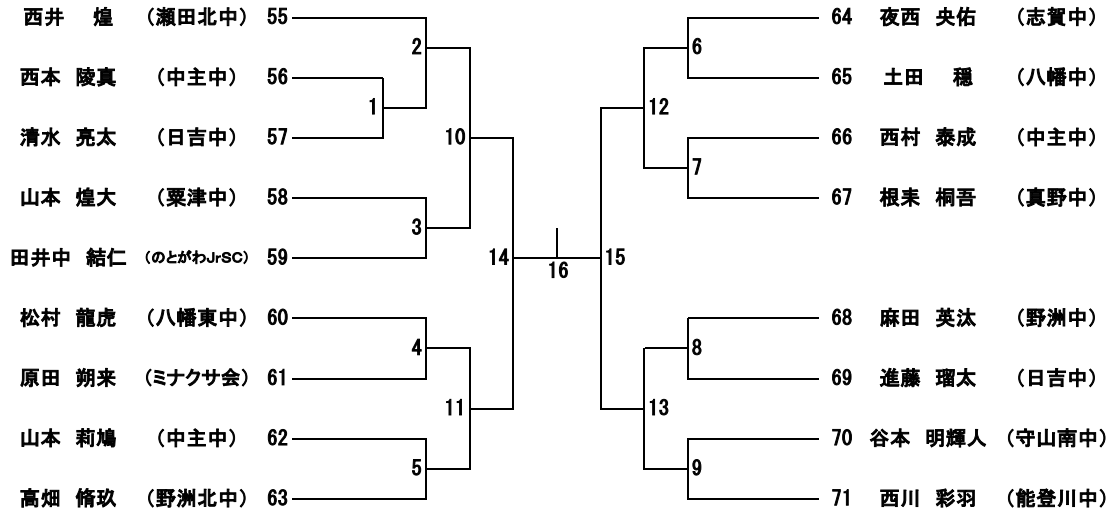 西井 煌 (瀬田北中) 55
西本 陵真 (中主中) 56
清水 亮太 (日吉中) 57
山本 煌大 (粟津中) 58
田井中 結仁 (のとがわJrSC) 59
松村 龍虎 (八幡東中) 60
原田 朔来 (ミナクサ会) 61
山本 莉鳩 (中主中) 62
高畑 脩玖 (野洲北中) 63
1
2
3
4
5
10
11
14
16
15
12
13
6
7
8
9
64 夜西 央佑 (志賀中)
65 土田 穏 (八幡中)
66 西村 泰成 (中主中)
67 根耒 桐吾 (真野中)
68 麻田 英汰 (野洲中)
69 進藤 瑠太 (日吉中)
70 谷本 明輝人 (守山南中)
71 西川 彩羽 (能登川中)